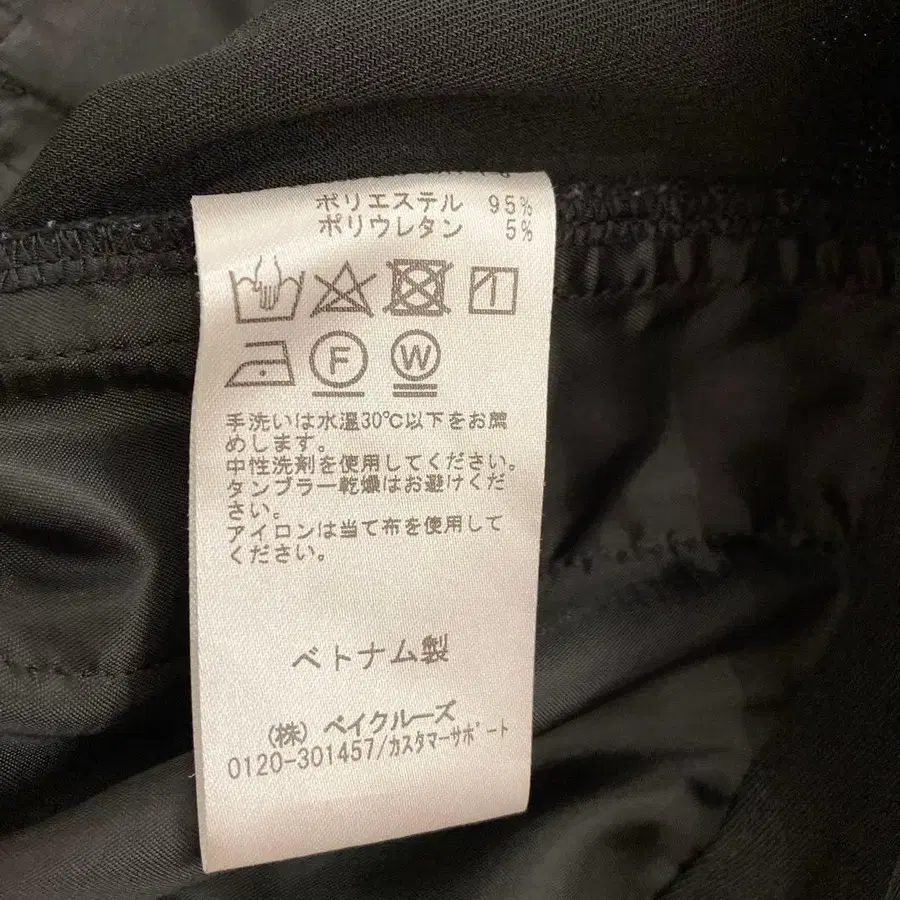 ポリエステル 95%
ポリウレタン 5%
F W
手洗いは水温30℃以下をお薦
めします。
中性洗剤を使用してください。
タンブラー乾燥はお避けくだ
さい。
アイロンは当て布を使用して
ください。
ベトナム製
(株) ベイクルーズ
0120-301457/カスタマーサポート